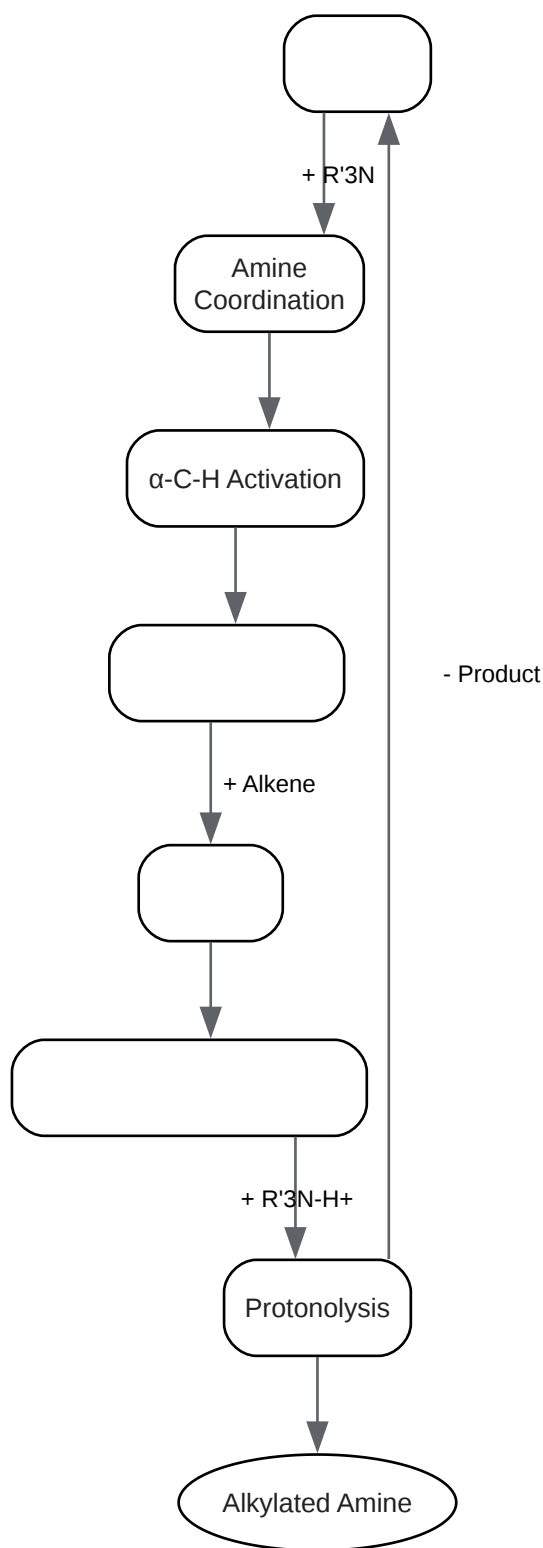 + R'3N
Amine
Coordination
α-C-H Activation
- Product
+ Alkene
+ R'3N-H+
Protonolysis
Alkylated Amine